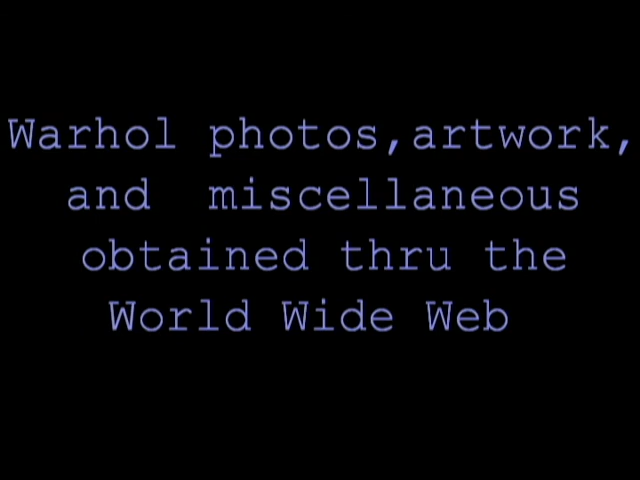 Warhol photos,artwork,
and  miscellaneous
obtained thru the
World Wide Web